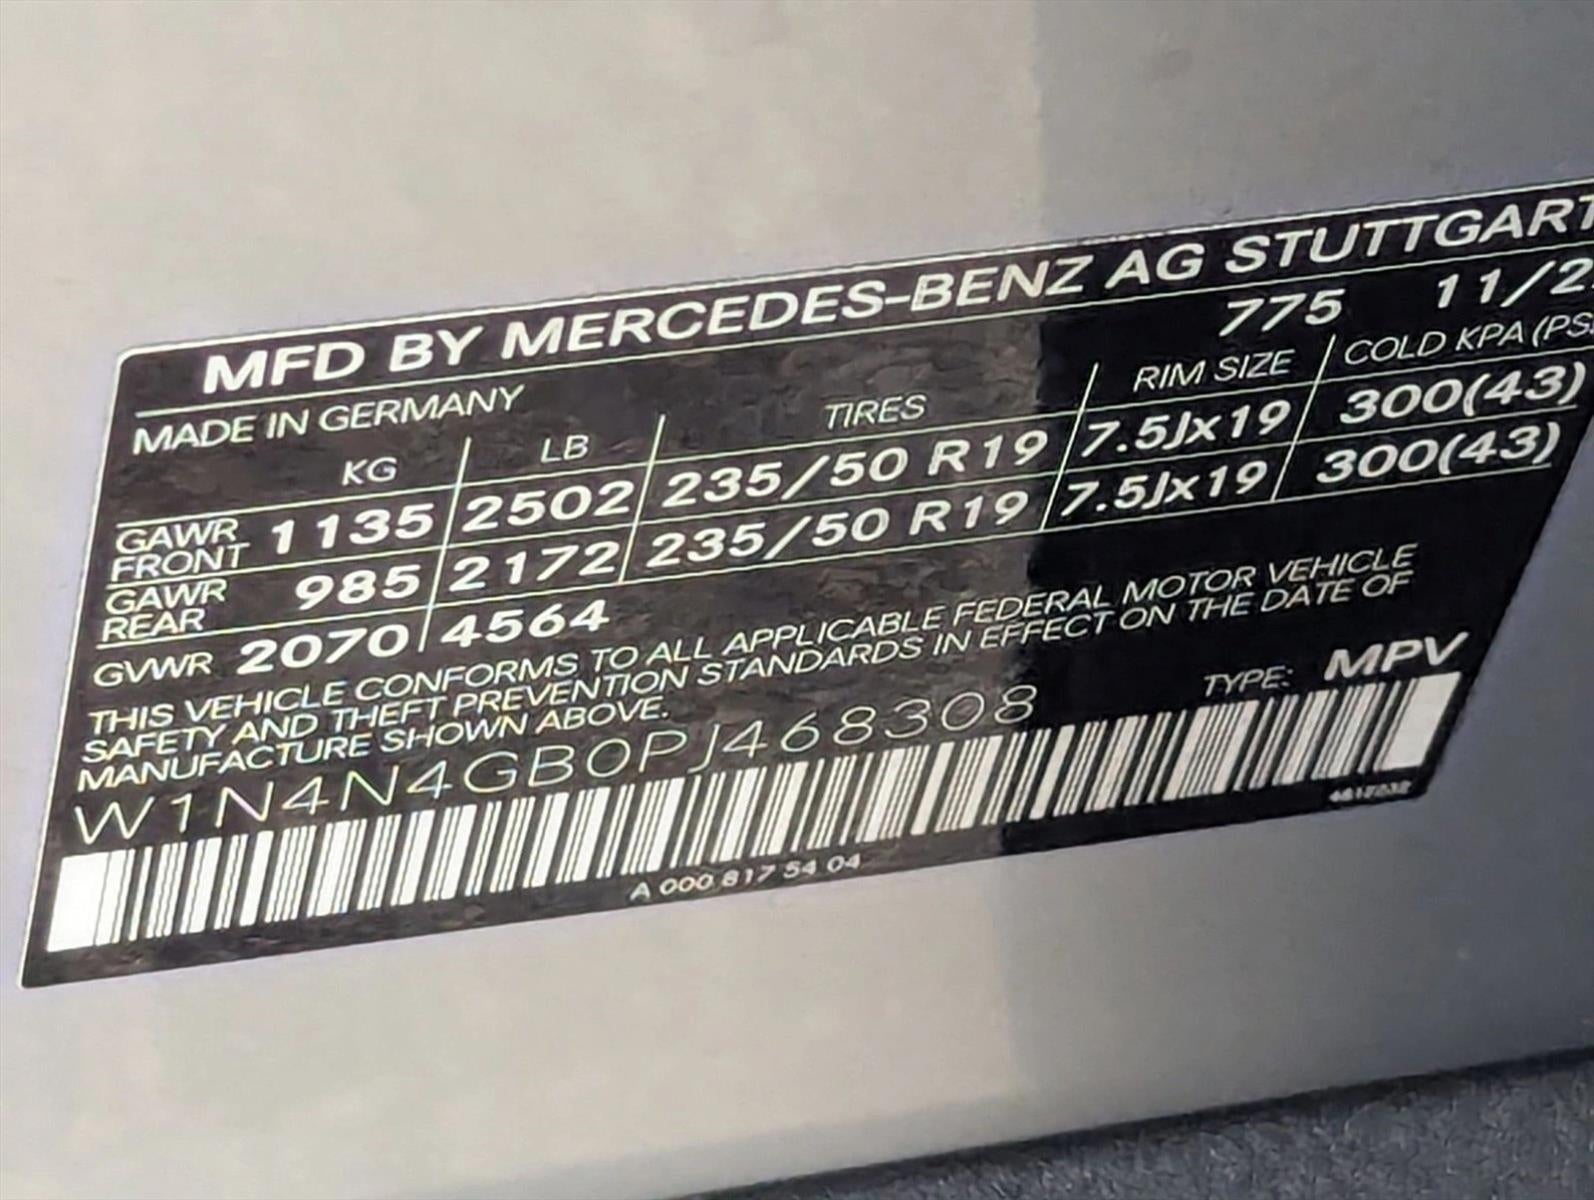 MFD BY MERCEDES-BENZ AG STUTTGART
MADE IN GERMANY 775 11/2
KG LB TIRES RIM SIZE COLD KPA (PS
GAWR FRONT 1135 2502 235/50 R19 7.5Jx19 300(43)
GAWR REAR 985 2172 235/50 R19 7.5Jx19 300(43)
GVWR 2070 4564
THIS VEHICLE CONFORMS TO ALL APPLICABLE FEDERAL MOTOR VEHICLE
SAFETY AND THEFT PREVENTION STANDARDS IN EFFECT ON THE DATE OF
MANUFACTURE SHOWN ABOVE.
W1N4N4GB0PJ468308 TYPE: MPV
A 000 817 54 04